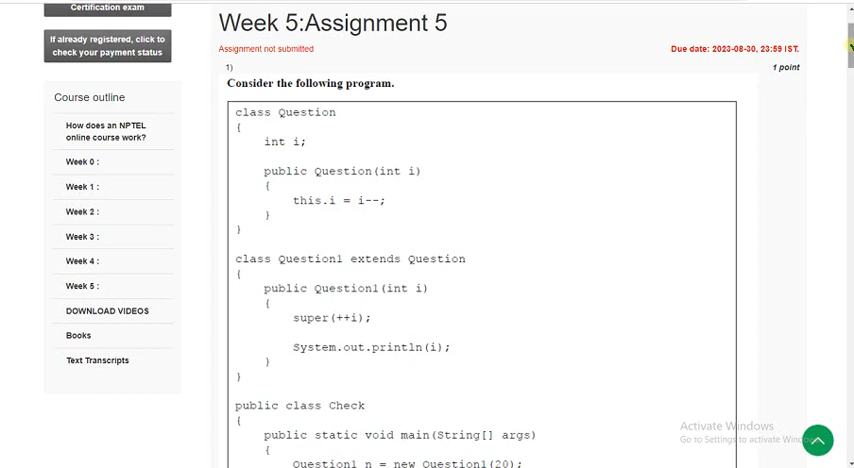 Certification exam
If already registered, click to
check your payment status
Course outline
How does an NPTEL
online course work?
Week 0 :
Week 1 :
Week 2 :
Week 3 :
Week 4 :
Week 5 :
DOWNLOAD VIDEOS
Books
Text Transcripts
Week 5:Assignment 5
Assignment not submitted
Due date: 2023-08-30, 23:59 IST.
1)
1 point
Consider the following program.
class Question
{
int i;
public Question(int i)
{
this.i = i--;
}
}
class Question1 extends Question
{
public Question1(int i)
{
super(++i);
System.out.println(i);
}
}
public class Check
{
public static void main(String[] args)
{
Question1 n = new Question1(20);
Activate Windows
Go to Settings to activate Windows